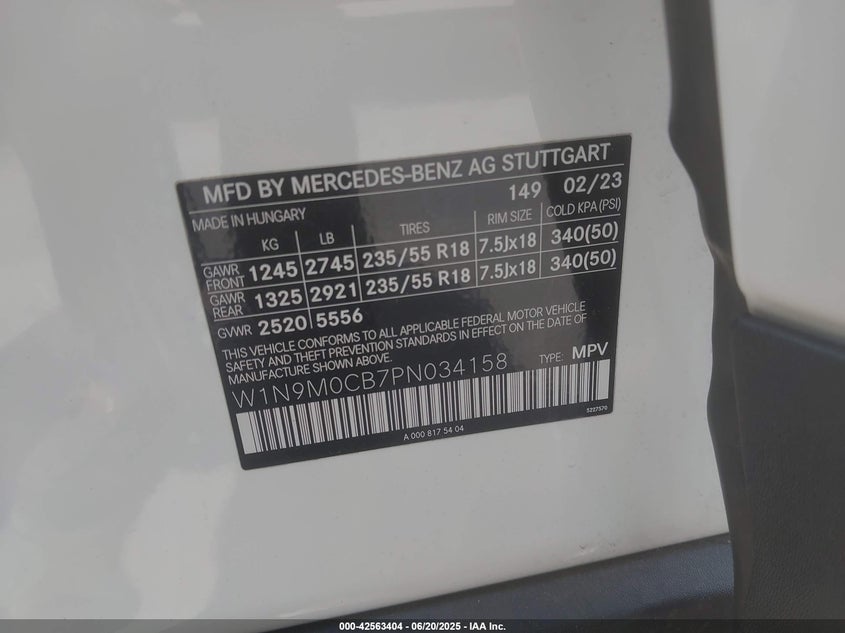 MFD BY MERCEDES-BENZ AG STUTTGART
MADE IN HUNGARY 149 02/23
KG LB TIRES RIM SIZE COLD KPA (PSI)
GAWR FRONT 1245 2745 235/55 R18 7.5Jx18 340(50)
GAWR REAR 1325 2921 235/55 R18 7.5Jx18 340(50)
GVWR 2520 5556
THIS VEHICLE CONFORMS TO ALL APPLICABLE FEDERAL MOTOR VEHICLE
SAFETY AND THEFT PREVENTION STANDARDS IN EFFECT ON THE DATE OF
MANUFACTURE SHOWN ABOVE.
W1N9M0CB7PN034158 TYPE: MPV
5227570
A 000 817 54 04
000-42563404 - 06/20/2025 - IAA Inc.